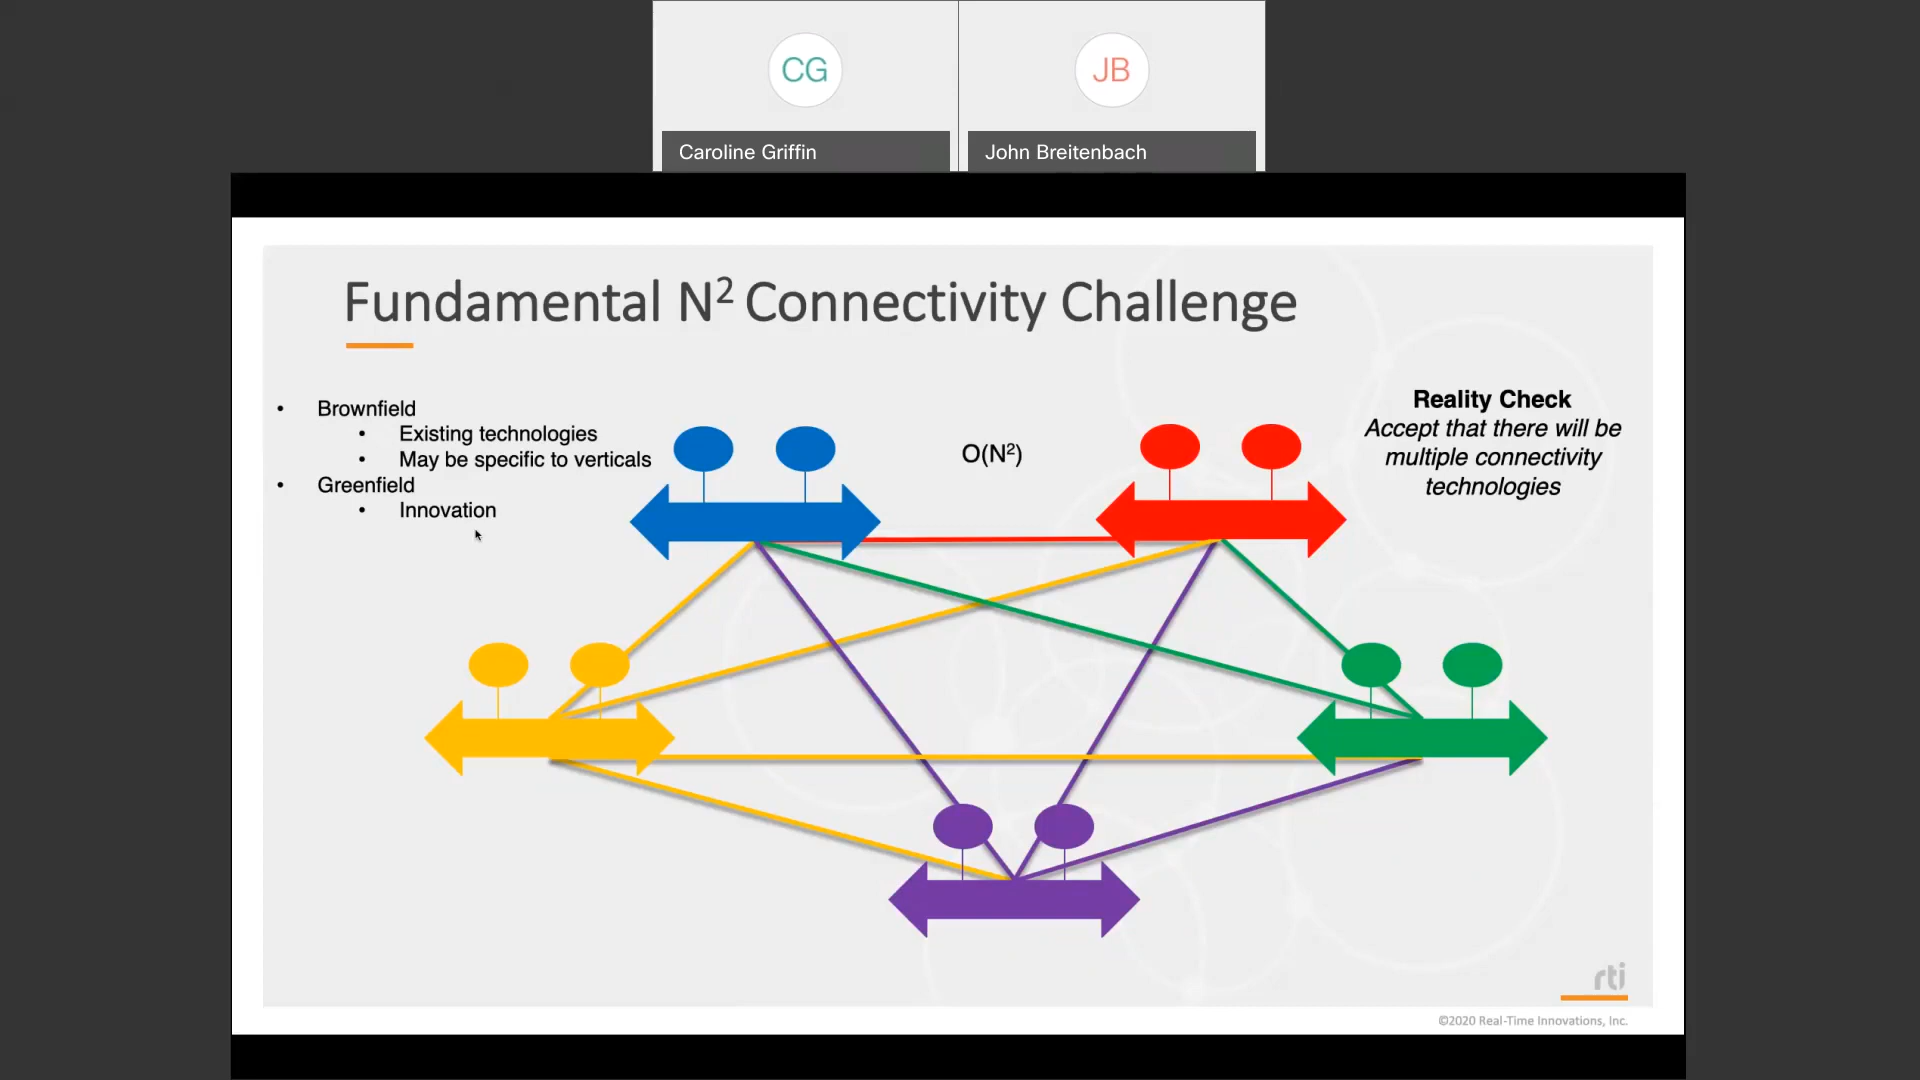 CG
JB
Caroline Griffin
John Breitenbach
Fundamental N² Connectivity Challenge
• Brownfield
• Existing technologies
• May be specific to verticals
• Greenfield
• Innovation
O(N²)
Reality Check
Accept that there will be
multiple connectivity
technologies
rti
©2020 Real-Time Innovations, Inc.